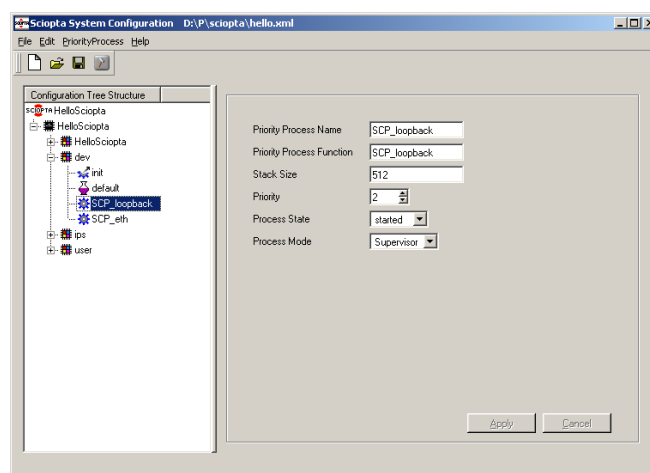 Sciopta System Configuration D:\P\sciopta\hello.xml
File Edit PriorityProcess Help
Configuration Tree Structure
SCIOPTA HelloSciopta
HelloSciopta
HelloSciopta
dev
init
default
SCP_loopback
SCP_eth
ips
user
Priority Process Name SCP_loopback
Priority Process Function SCP_loopback
Stack Size 512
Priority 2
Process State started
Process Mode Supervisor
Apply Cancel